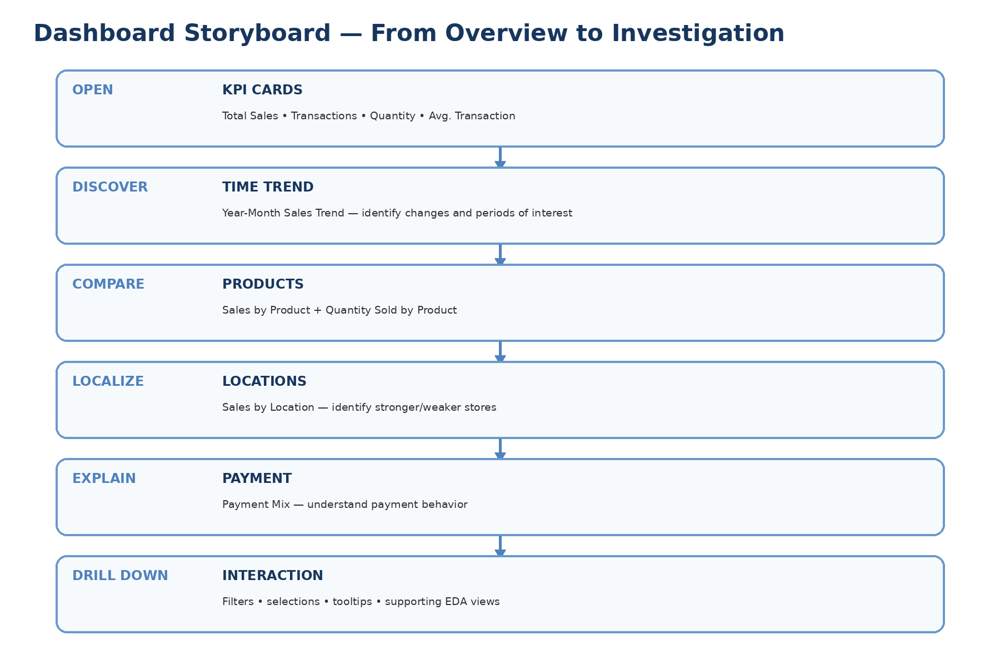 Dashboard Storyboard — From Overview to Investigation
OPEN
KPI CARDS
Total Sales • Transactions • Quantity • Avg. Transaction
DISCOVER
TIME TREND
Year-Month Sales Trend — identify changes and periods of interest
COMPARE
PRODUCTS
Sales by Product + Quantity Sold by Product
LOCALIZE
LOCATIONS
Sales by Location — identify stronger/weaker stores
EXPLAIN
PAYMENT
Payment Mix — understand payment behavior
DRILL DOWN
INTERACTION
Filters • selections • tooltips • supporting EDA views